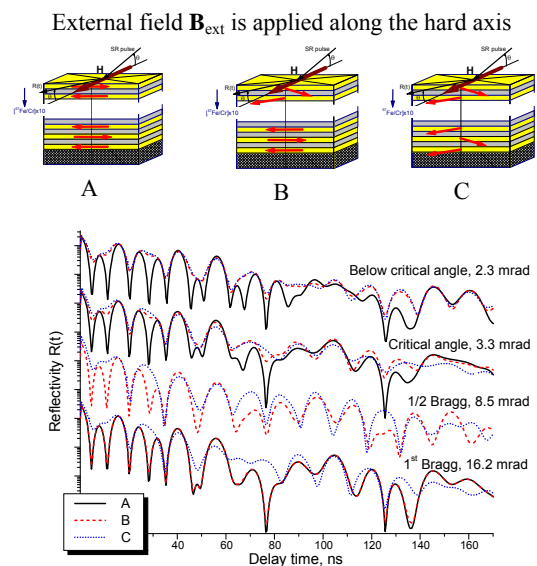 External field B_ext is applied along the hard axis
SR pulse
θ
H
R(t)
θ
[⁵⁷Fe/Cr]x10
A
SR pulse
θ
H
R(t)
θ
[⁵⁷Fe/Cr]x10
B
SR pulse
θ
H
R(t)
θ
[⁵⁷Fe/Cr]x10
C
Reflectivity R(t)
Below critical angle, 2.3 mrad
Critical angle, 3.3 mrad
1/2 Bragg, 8.5 mrad
1st Bragg, 16.2 mrad
A
B
C
40 60 80 100 120 140 160
Delay time, ns